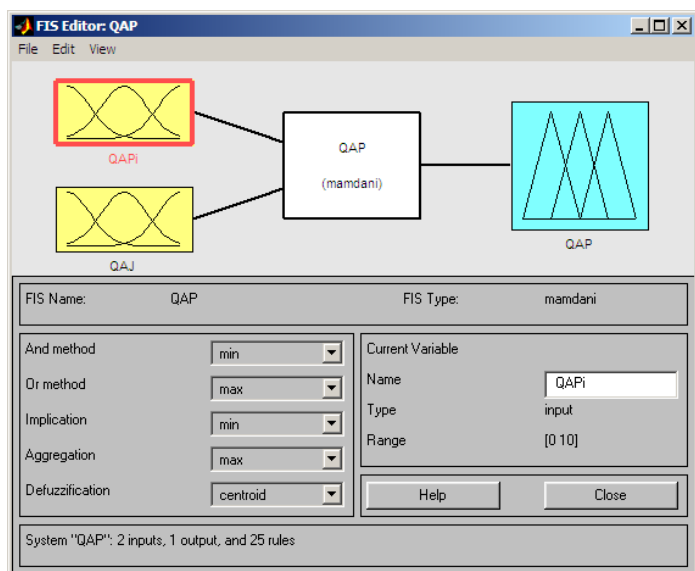 FIS Editor: QAP
File Edit View
QAPi
QAJ
QAP
(mamdani)
QAP
FIS Name: QAP FIS Type: mamdani
And method min
Or method max
Implication min
Aggregation max
Defuzzification centroid
Current Variable
Name QAPi
Type input
Range [0 10]
Help Close
System "QAP": 2 inputs, 1 output, and 25 rules